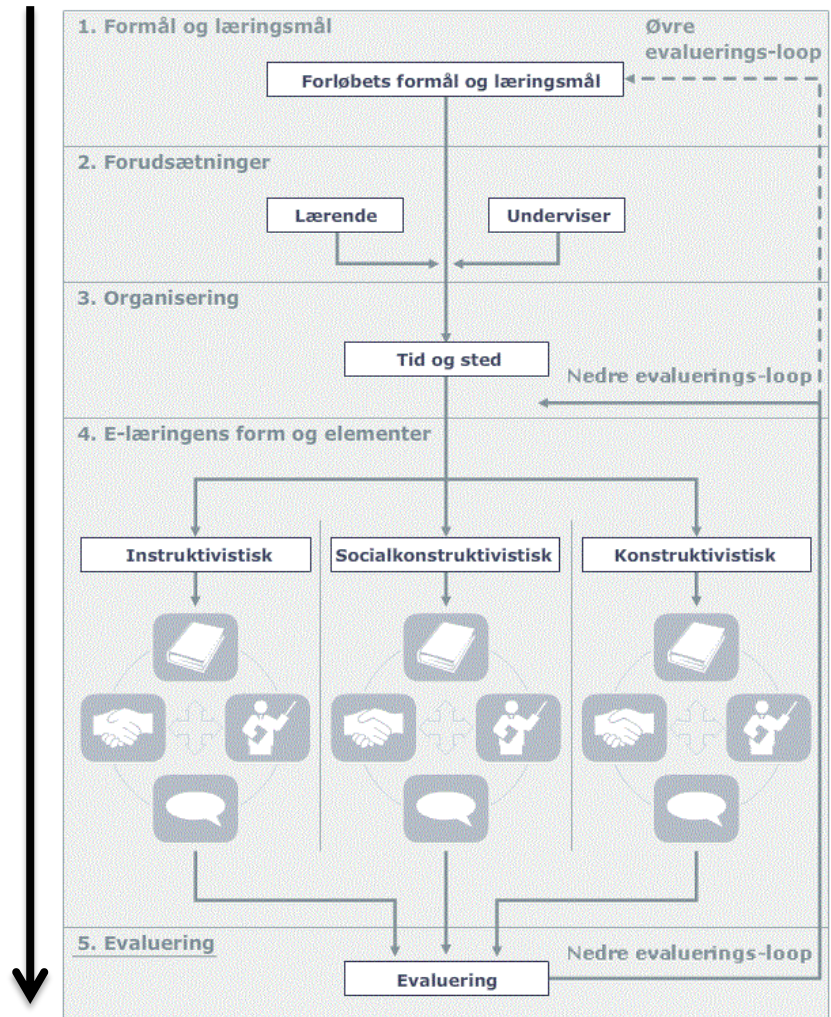 1. Formål og læringsmål
Øvre
evaluerings-loop
Forløbets formål og læringsmål
2. Forudsætninger
Lærende
Underviser
3. Organisering
Tid og sted
Nedre evaluerings-loop
4. E-læringens form og elementer
Instruktivistisk
Socialkonstruktivistisk
Konstruktivistisk
5. Evaluering
Nedre evaluerings-loop
Evaluering